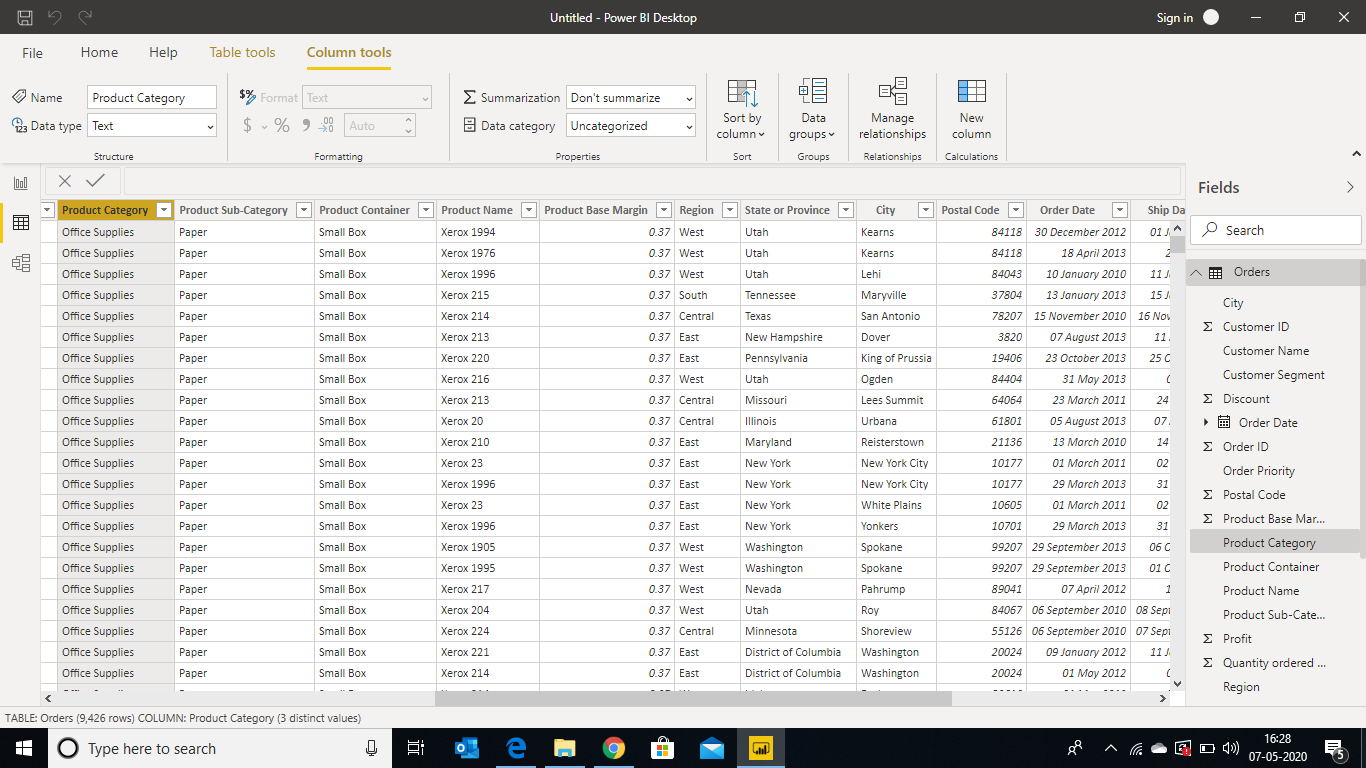 Untitled - Power BI Desktop
Sign in
File Home Help Table tools Column tools
Name Product Category
Data type Text
Structure
Format Text
$ % Auto
Formatting
Summarization Don't summarize
Data category Uncategorized
Properties
Sort by column
Sort
Data groups
Groups
Manage relationships
Relationships
New column
Calculations
Product Category Product Sub-Category Product Container Product Name Product Base Margin Region State or Province City Postal Code Order Date Ship Da
Office Supplies Paper Small Box Xerox 1994 0.37 West Utah Kearns 84118 30 December 2012 01 J
Office Supplies Paper Small Box Xerox 1976 0.37 West Utah Kearns 84118 18 April 2013 2
Office Supplies Paper Small Box Xerox 1996 0.37 West Utah Lehi 84043 10 January 2010 11 J
Office Supplies Paper Small Box Xerox 215 0.37 South Tennessee Maryville 37804 13 January 2013 15 J
Office Supplies Paper Small Box Xerox 214 0.37 Central Texas San Antonio 78207 15 November 2010 16 Nov
Office Supplies Paper Small Box Xerox 213 0.37 East New Hampshire Dover 3820 07 August 2013 11
Office Supplies Paper Small Box Xerox 220 0.37 East Pennsylvania King of Prussia 19406 23 October 2013 25 O
Office Supplies Paper Small Box Xerox 216 0.37 West Utah Ogden 84404 31 May 2013
Office Supplies Paper Small Box Xerox 213 0.37 Central Missouri Lees Summit 64064 23 March 2011 24
Office Supplies Paper Small Box Xerox 20 0.37 Central Illinois Urbana 61801 05 August 2013 07
Office Supplies Paper Small Box Xerox 210 0.37 East Maryland Reisterstown 21136 13 March 2010 14
Office Supplies Paper Small Box Xerox 23 0.37 East New York New York City 10177 01 March 2011 02
Office Supplies Paper Small Box Xerox 1996 0.37 East New York New York City 10177 29 March 2013 31
Office Supplies Paper Small Box Xerox 23 0.37 East New York White Plains 10605 01 March 2011 02
Office Supplies Paper Small Box Xerox 1996 0.37 East New York Yonkers 10701 29 March 2013 31
Office Supplies Paper Small Box Xerox 1905 0.37 West Washington Spokane 99207 29 September 2013 06 O
Office Supplies Paper Small Box Xerox 1995 0.37 West Washington Spokane 99207 29 September 2013 01 O
Office Supplies Paper Small Box Xerox 217 0.37 West Nevada Pahrump 89041 07 April 2012
Office Supplies Paper Small Box Xerox 204 0.37 West Utah Roy 84067 06 September 2010 08 Sept
Office Supplies Paper Small Box Xerox 224 0.37 Central Minnesota Shoreview 55126 06 September 2010 07 Sept
Office Supplies Paper Small Box Xerox 221 0.37 East District of Columbia Washington 20024 09 January 2012 11 J
Office Supplies Paper Small Box Xerox 214 0.37 East District of Columbia Washington 20024 01 May 2012
Fields
Search
Orders
City
Customer ID
Customer Name
Customer Segment
Discount
Order Date
Order ID
Order Priority
Postal Code
Product Base Mar...
Product Category
Product Container
Product Name
Product Sub-Cate...
Profit
Quantity ordered ...
Region
TABLE: Orders (9,426 rows) COLUMN: Product Category (3 distinct values)
Type here to search
16:28
07-05-2020
5